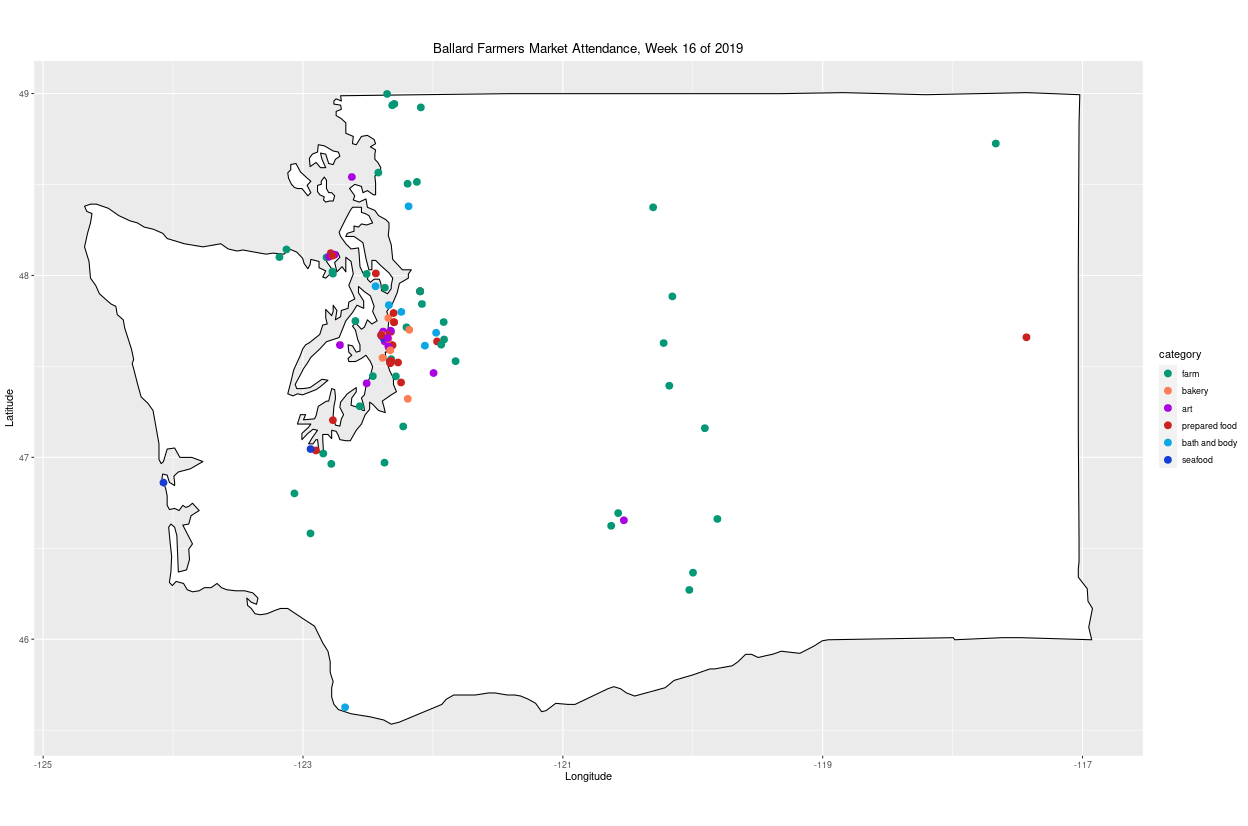 Ballard Farmers Market Attendance, Week 16 of 2019
49
48
47
46
Latitude
-125
-123
-121
-119
-117
Longitude
category
farm
bakery
art
prepared food
bath and body
seafood